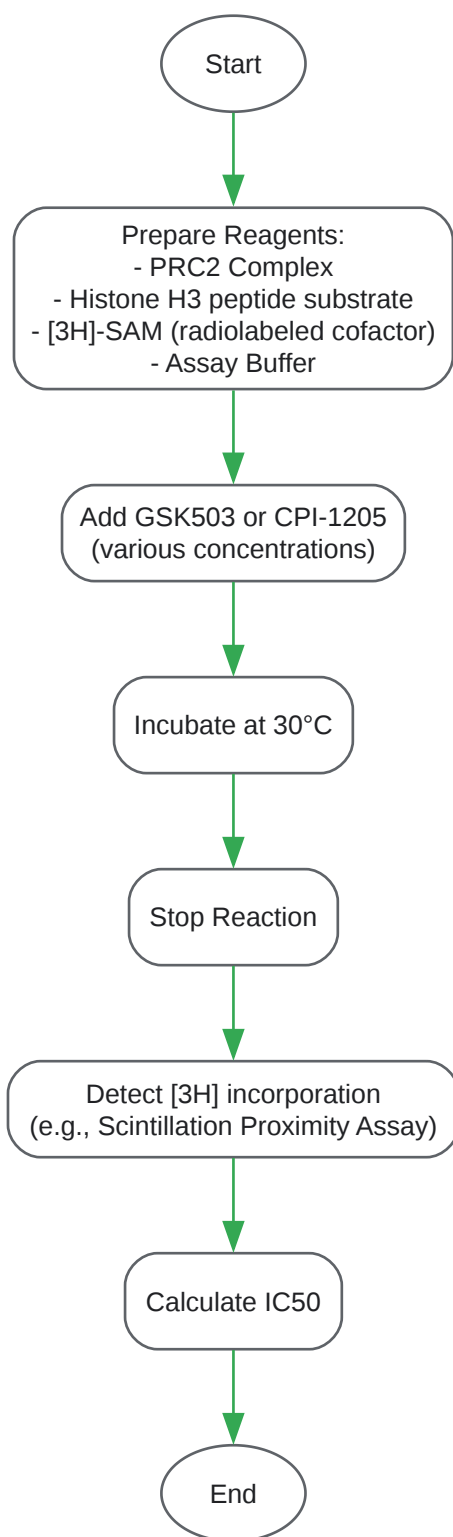 Start
Prepare Reagents:
- PRC2 Complex
- Histone H3 peptide substrate
- [3H]-SAM (radiolabeled cofactor)
- Assay Buffer
Add GSK503 or CPI-1205
(various concentrations)
Incubate at 30°C
Stop Reaction
Detect [3H] incorporation
(e.g., Scintillation Proximity Assay)
Calculate IC50
End